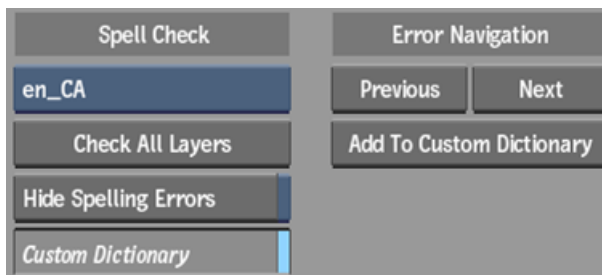 Spell Check
en_CA
Check All Layers
Hide Spelling Errors
Custom Dictionary
Error Navigation
Previous Next
Add To Custom Dictionary